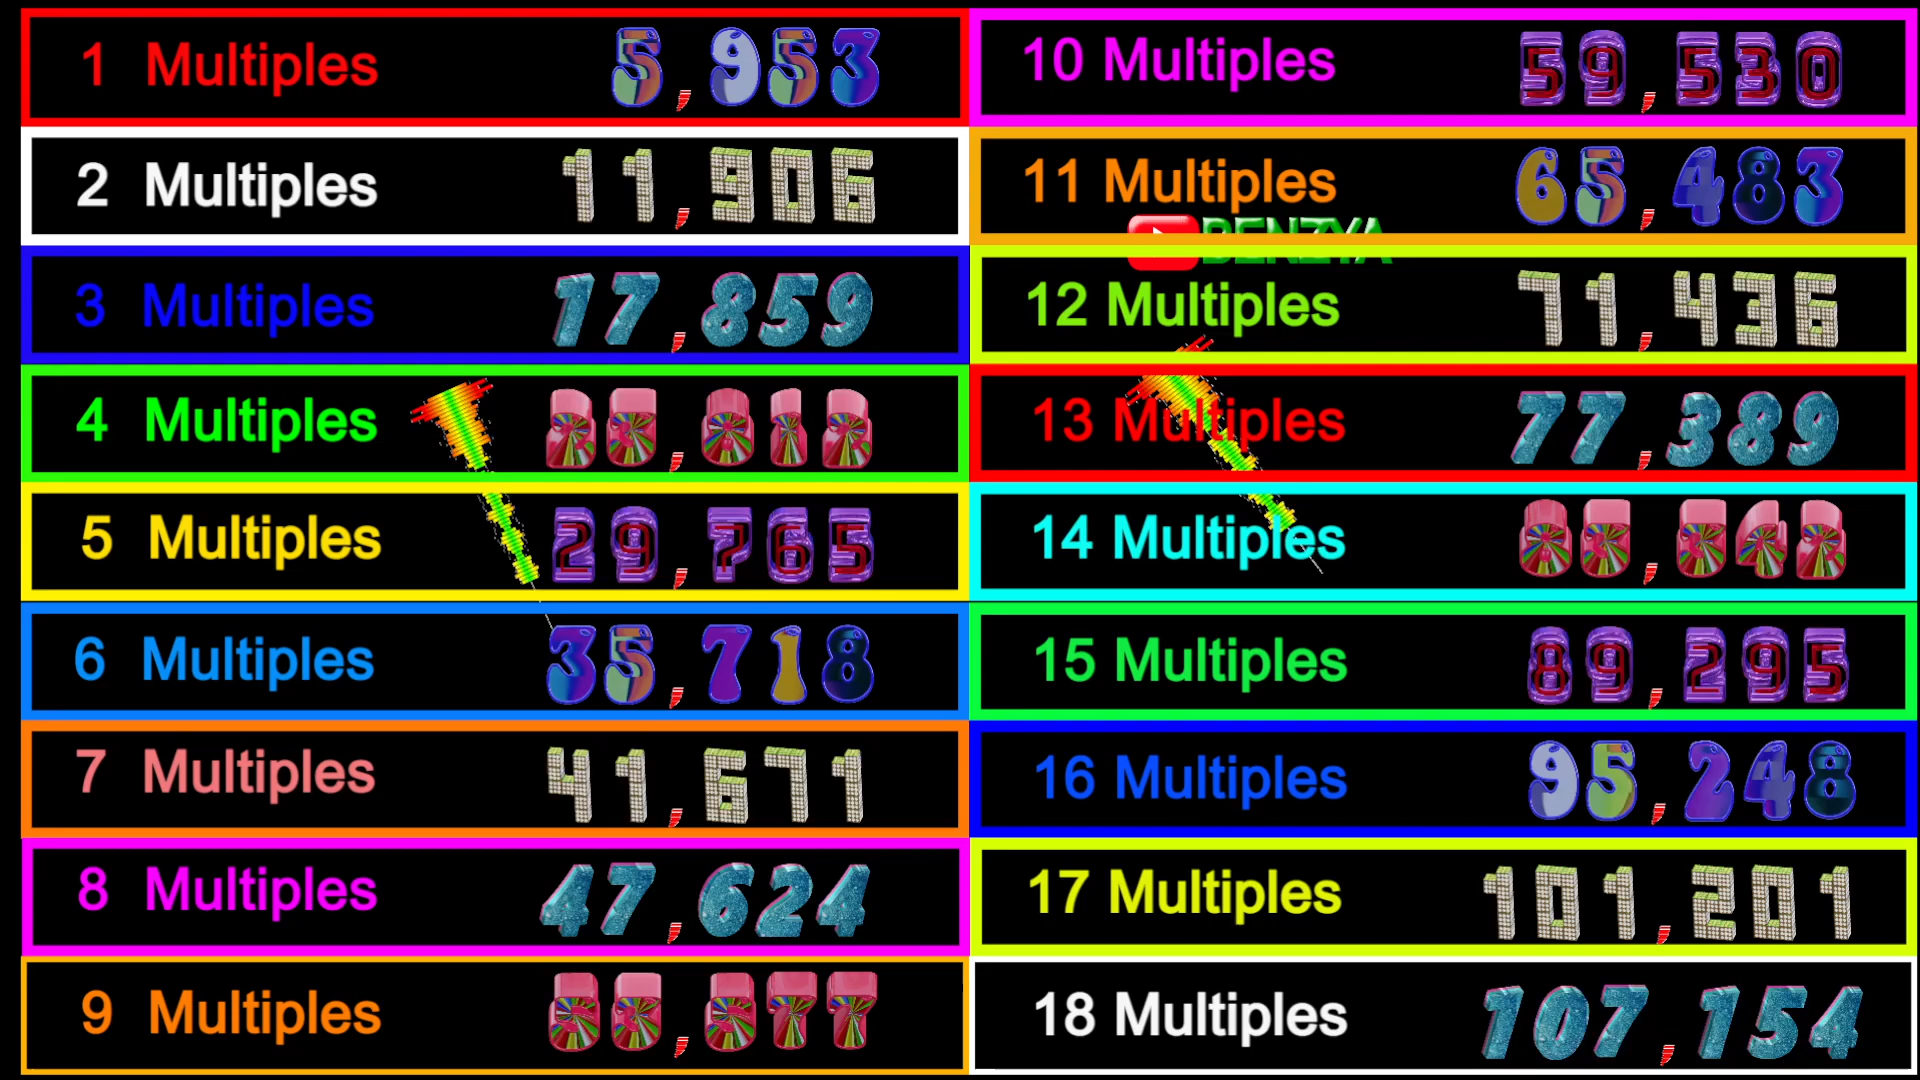 1 Multiples 5,953
2 Multiples 11,906
3 Multiples 17,859
4 Multiples 23,812
5 Multiples 29,765
6 Multiples 35,718
7 Multiples 41,671
8 Multiples 47,624
9 Multiples 53,577
10 Multiples 59,530
11 Multiples 65,483
BENZYA
12 Multiples 71,436
13 Multiples 77,389
14 Multiples 83,342
15 Multiples 89,295
16 Multiples 95,248
17 Multiples 101,201
18 Multiples 107,154